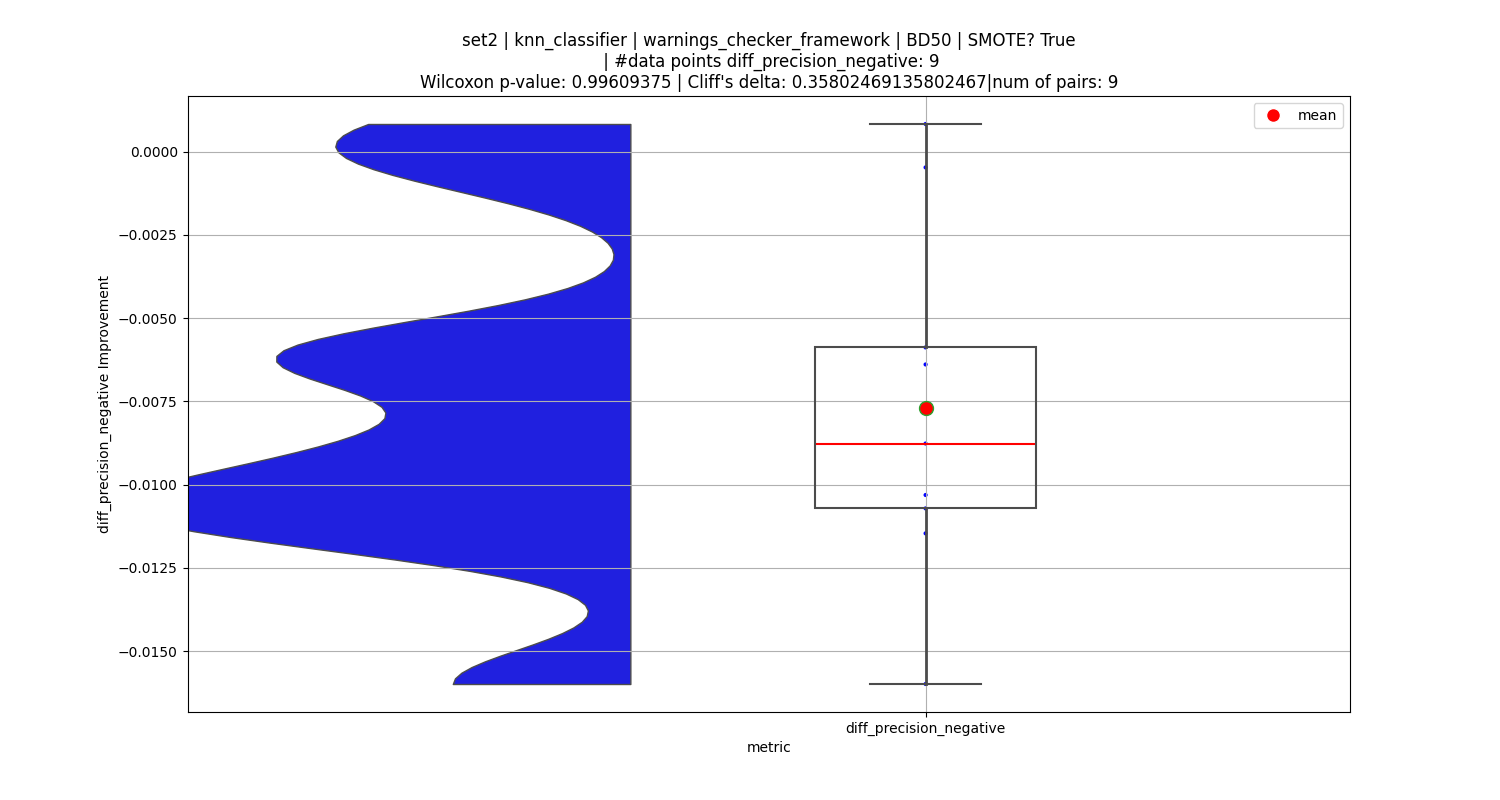 set2 | knn_classifier | warnings_checker_framework | BD50 | SMOTE? True
| #data points diff_precision_negative: 9
Wilcoxon p-value: 0.99609375 | Cliff's delta: 0.35802469135802467|num of pairs: 9
mean
0.0000
−0.0025
−0.0050
−0.0075
−0.0100
−0.0125
−0.0150
diff_precision_negative Improvement
diff_precision_negative
metric